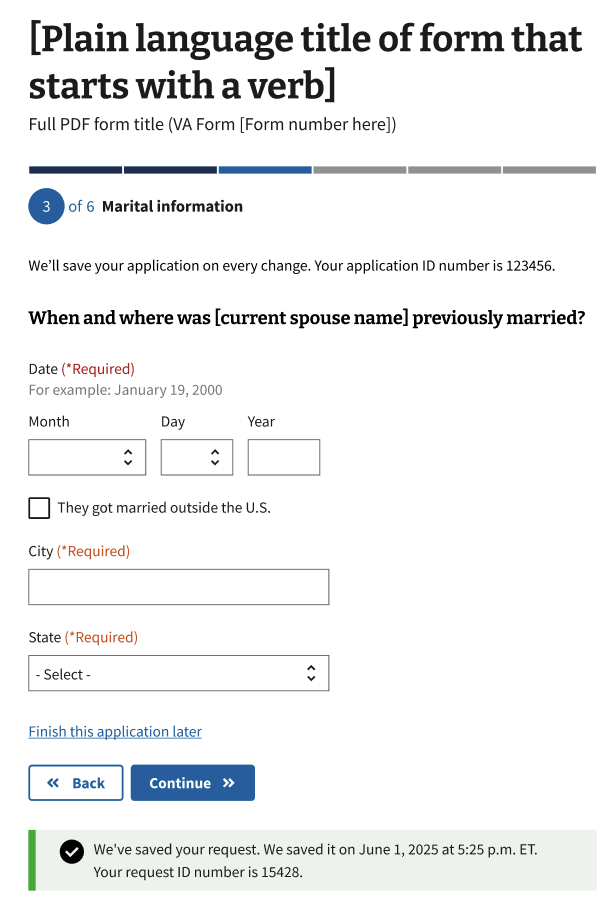 [Plain language title of form that
starts with a verb]
Full PDF form title (VA Form [Form number here])
3 of 6 Marital information
We’ll save your application on every change. Your application ID number is 123456.
When and where was [current spouse name] previously married?
Date (*Required)
For example: January 19, 2000
Month Day Year
They got married outside the U.S.
City (*Required)
State (*Required)
- Select -
Finish this application later
Back Continue
We've saved your request. We saved it on June 1, 2025 at 5:25 p.m. ET.
Your request ID number is 15428.